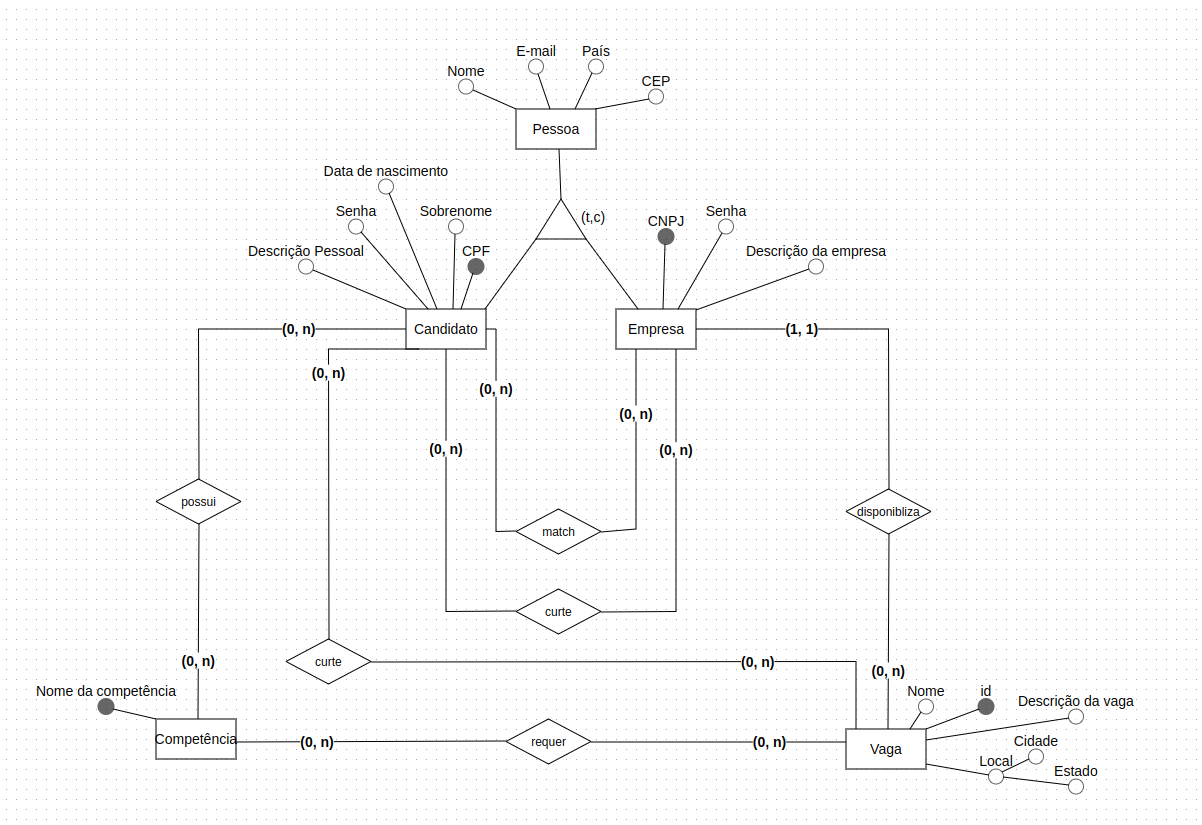 E-mail
País
Nome
CEP
Pessoa
Data de nascimento
Senha
Sobrenome
(t,c)
CNPJ
Senha
Descrição Pessoal
CPF
Descrição da empresa
(0, n)
Candidato
Empresa
(1, 1)
(0, n)
(0, n)
(0, n)
(0, n)
(0, n)
possui
match
disponibliza
curte
(0, n)
curte
(0, n)
(0, n)
Nome da competência
Nome
id
Descrição da vaga
Competência
(0, n)
requer
(0, n)
Vaga
Cidade
Local
Estado